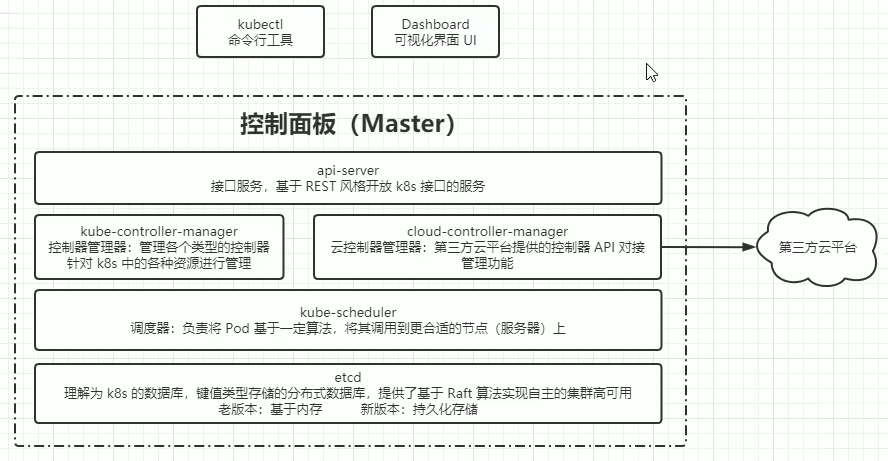 kubectl
命令行工具
Dashboard
可视化界面 UI
控制面板（Master）
api-server
接口服务，基于 REST 风格开放 k8s 接口的服务
kube-controller-manager
控制器管理器：管理各个类型的控制器
针对 k8s 中的各种资源进行管理
cloud-controller-manager
云控制器管理器：第三方云平台提供的控制器 API 对接
管理功能
第三方云平台
kube-scheduler
调度器：负责将 Pod 基于一定算法，将其调用到更合适的节点（服务器）上
etcd
理解为 k8s 的数据库，键值类型存储的分布式数据库，提供了基于 Raft 算法实现自主的集群高可用
老版本：基于内存 新版本：持久化存储